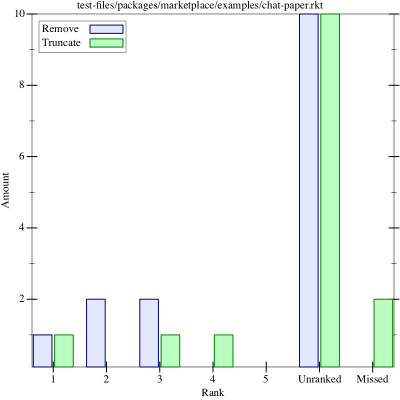 test-files/packages/marketplace/examples/chat-paper.rkt
Remove
Truncate
10
8
6
4
2
Amount
1 2 3 4 5 Unranked Missed
Rank